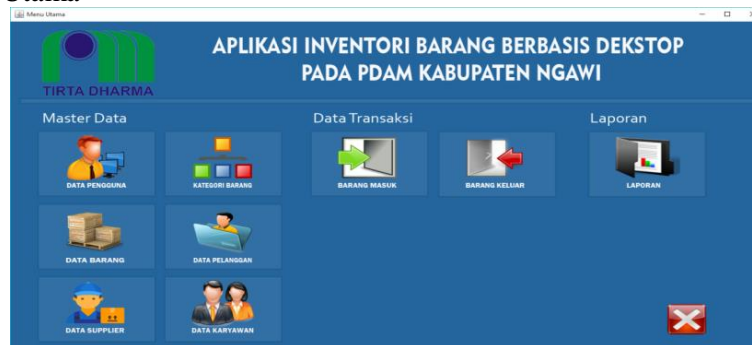 Menu Utama
APLIKASI INVENTORI BARANG BERBASIS DEKSTOP
PADA PDAM KABUPATEN NGAWI
TIRTA DHARMA
Master Data
Data Transaksi
Laporan
DATA PENGGUNA
KATEGORI BARANG
BARANG MASUK
BARANG KELUAR
LAPORAN
DATA BARANG
DATA PELANGGAN
DATA SUPPLIER
DATA KARYAWAN